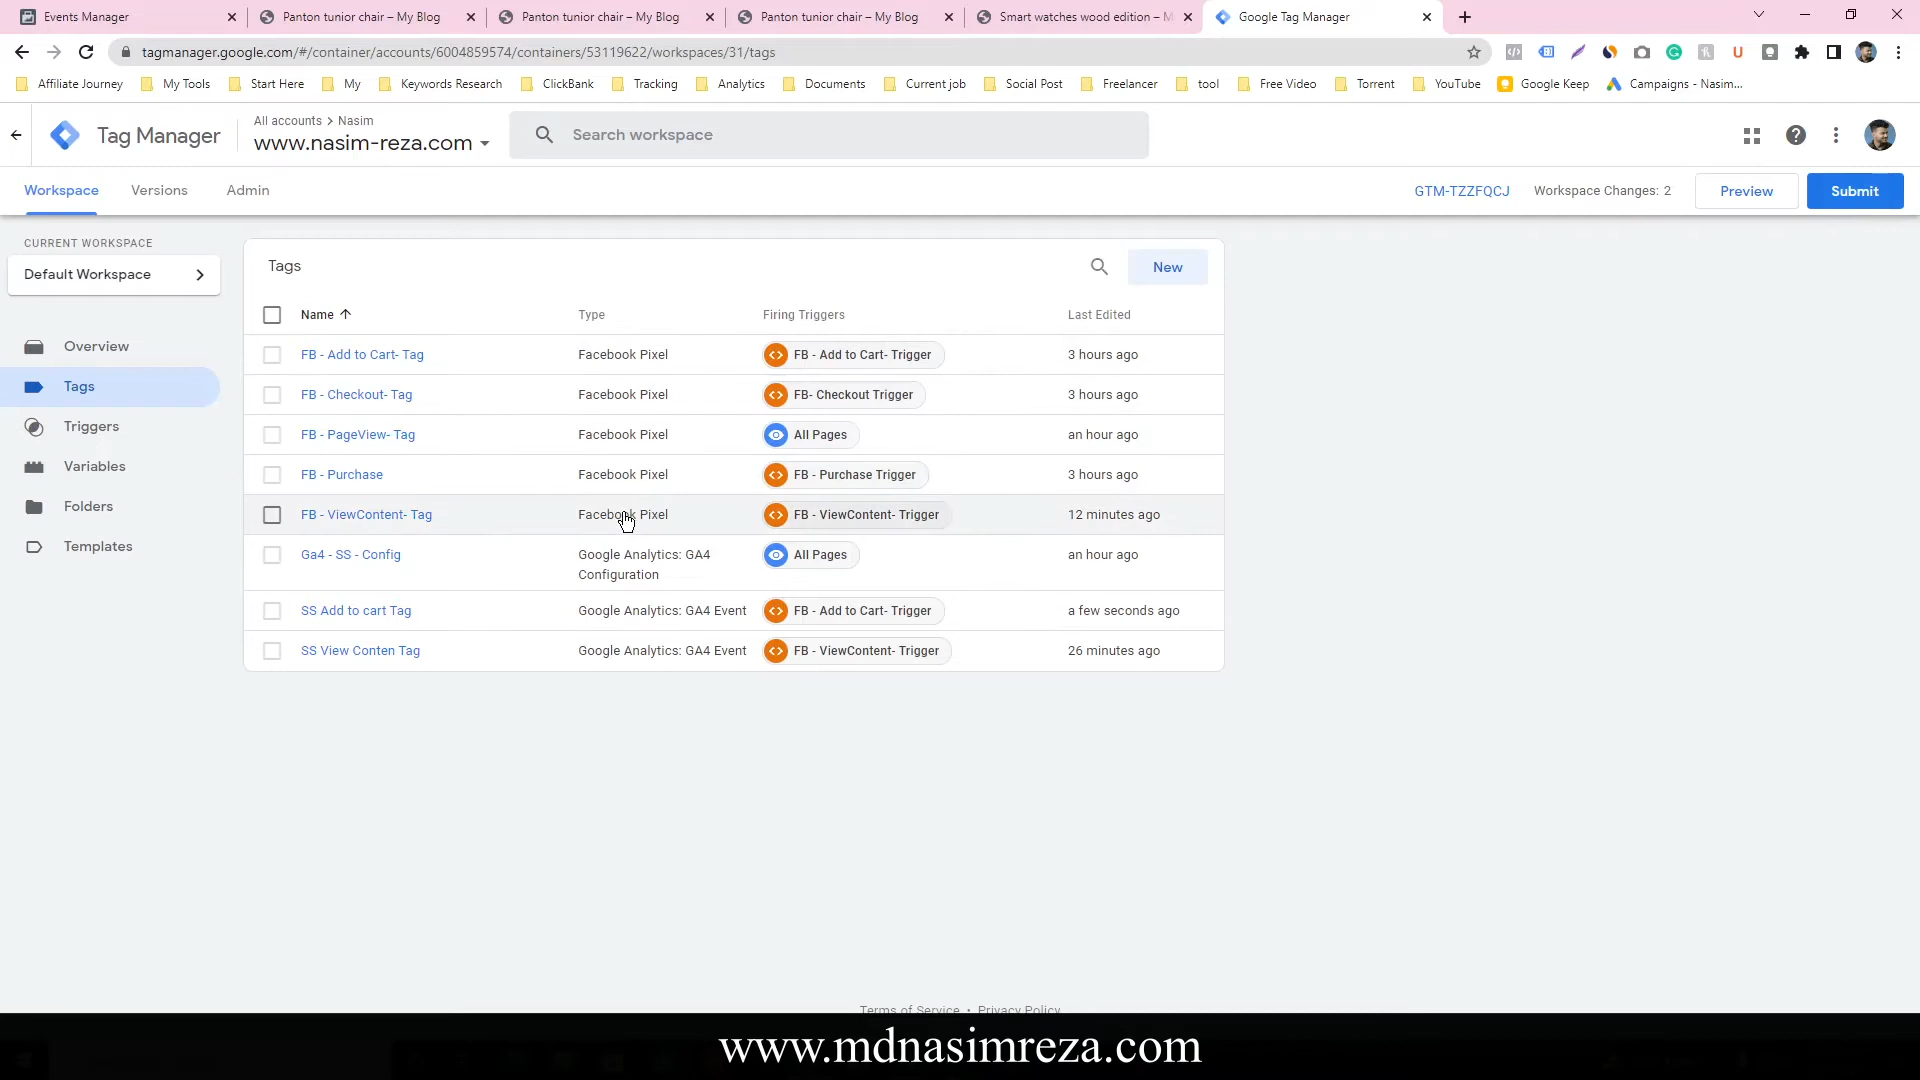 Events Manager
Panton tunior chair – My Blog
Panton tunior chair – My Blog
Panton tunior chair – My Blog
Smart watches wood edition – M
Google Tag Manager
tagmanager.google.com/#/container/accounts/6004859574/containers/53119622/workspaces/31/tags
Affiliate Journey
My Tools
Start Here
My
Keywords Research
ClickBank
Tracking
Analytics
Documents
Current job
Social Post
Freelancer
tool
Free Video
Torrent
YouTube
Google Keep
Campaigns - Nasim...
Tag Manager
All accounts > Nasim
www.nasim-reza.com
Search workspace
Workspace
Versions
Admin
GTM-TZZFQCJ
Workspace Changes: 2
Preview
Submit
CURRENT WORKSPACE
Default Workspace
Overview
Tags
Triggers
Variables
Folders
Templates
Tags
New
Name Type Firing Triggers Last Edited
FB - Add to Cart- Tag Facebook Pixel FB - Add to Cart- Trigger 3 hours ago
FB - Checkout- Tag Facebook Pixel FB- Checkout Trigger 3 hours ago
FB - PageView- Tag Facebook Pixel All Pages an hour ago
FB - Purchase Facebook Pixel FB - Purchase Trigger 3 hours ago
FB - ViewContent- Tag Facebook Pixel FB - ViewContent- Trigger 12 minutes ago
Ga4 - SS - Config Google Analytics: GA4 Configuration All Pages an hour ago
SS Add to cart Tag Google Analytics: GA4 Event FB - Add to Cart- Trigger a few seconds ago
SS View Conten Tag Google Analytics: GA4 Event FB - ViewContent- Trigger 26 minutes ago
Terms of Service • Privacy Policy
www.mdnasimreza.com